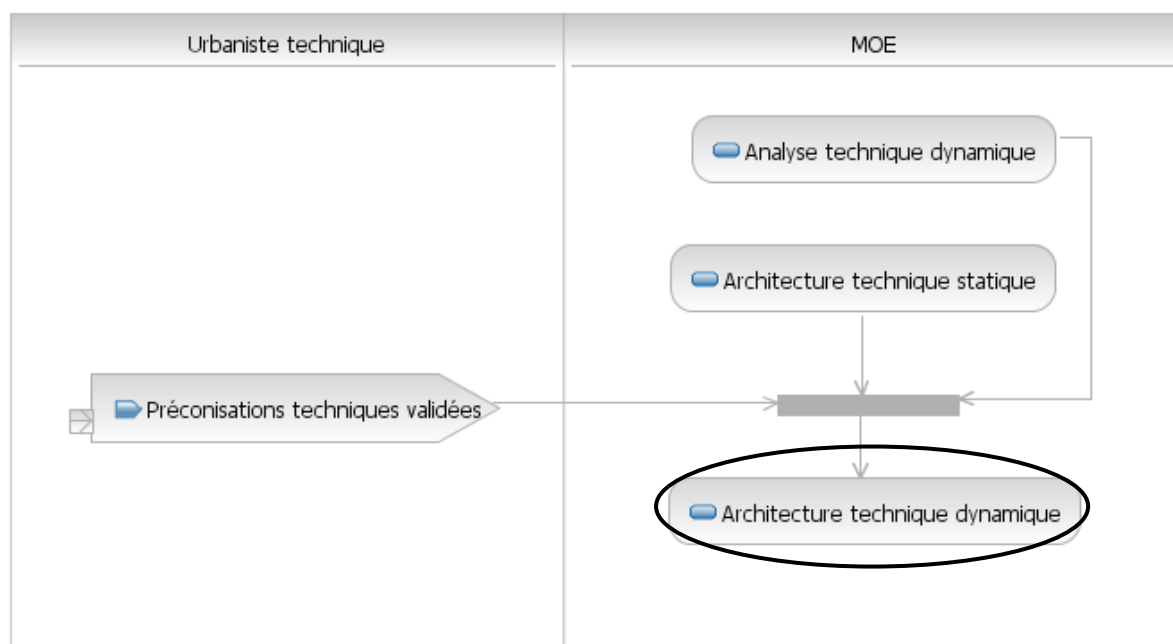 Urbaniste technique
MOE
Analyse technique dynamique
Architecture technique statique
Préconisations techniques validées
Architecture technique dynamique